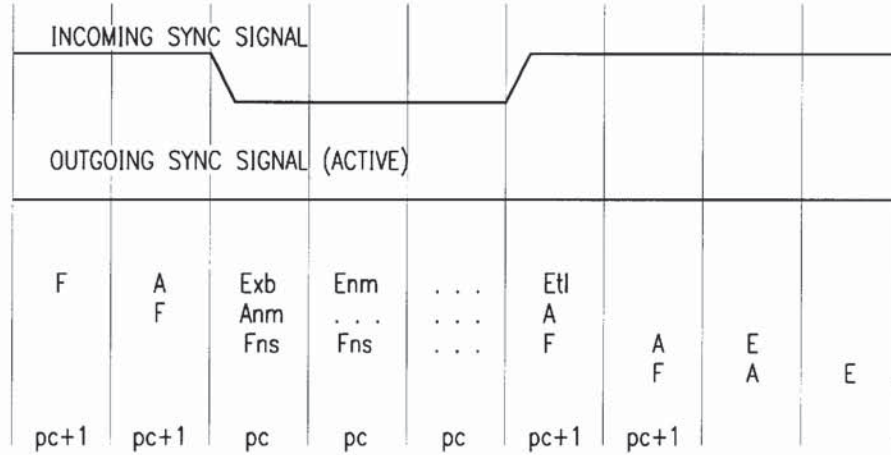 INCOMING SYNC SIGNAL
OUTGOING SYNC SIGNAL (ACTIVE)
F A Exb Enm . . . Etl
F Anm . . . . . . A
Fns Fns . . . F A E
F A E
pc+1 pc+1 pc pc pc pc+1 pc+1